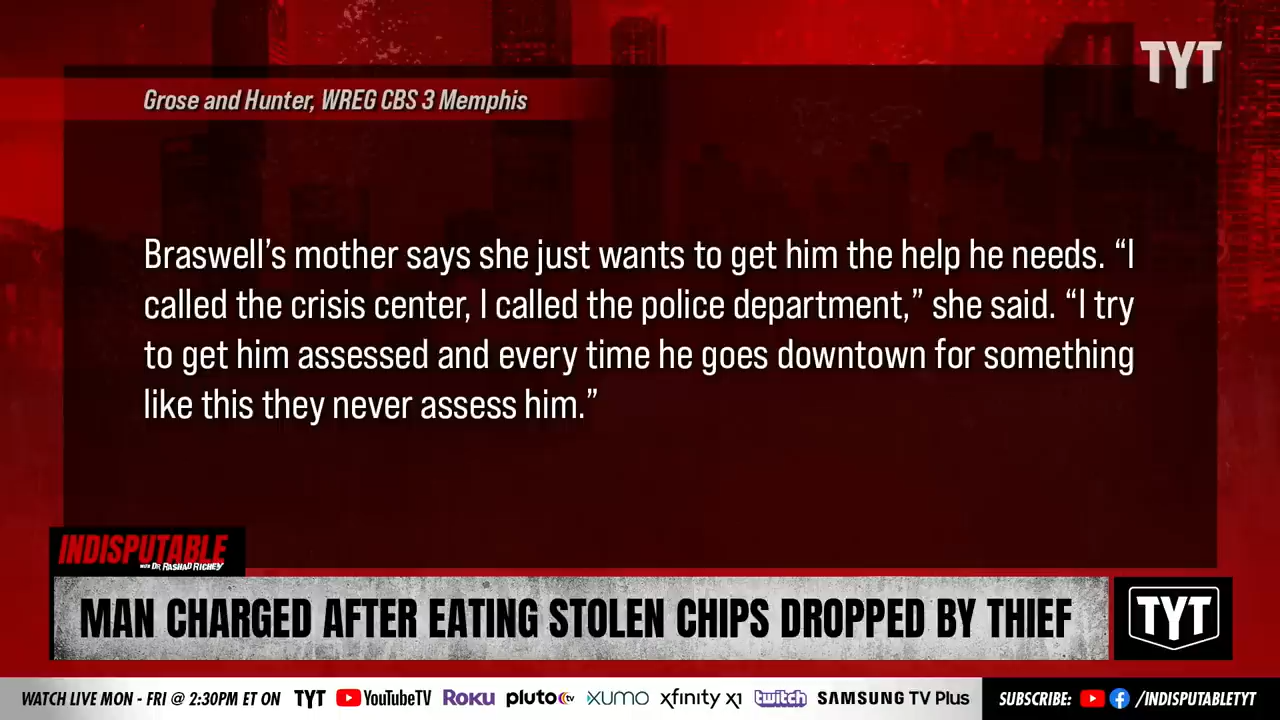 TYT
Grose and Hunter, WREG CBS 3 Memphis
Braswell’s mother says she just wants to get him the help he needs. “I
called the crisis center, I called the police department,” she said. “I try
to get him assessed and every time he goes downtown for something
like this they never assess him.”
INDISPUTABLE
WITH DR. RASHAD RICHEY
MAN CHARGED AFTER EATING STOLEN CHIPS DROPPED BY THIEF
TYT
WATCH LIVE MON - FRI @ 2:30PM ET ON TYT YouTubeTV ROKU pluto tv XUMO xfinity x1 twitch SAMSUNG TV Plus SUBSCRIBE: /INDISPUTABLETYT